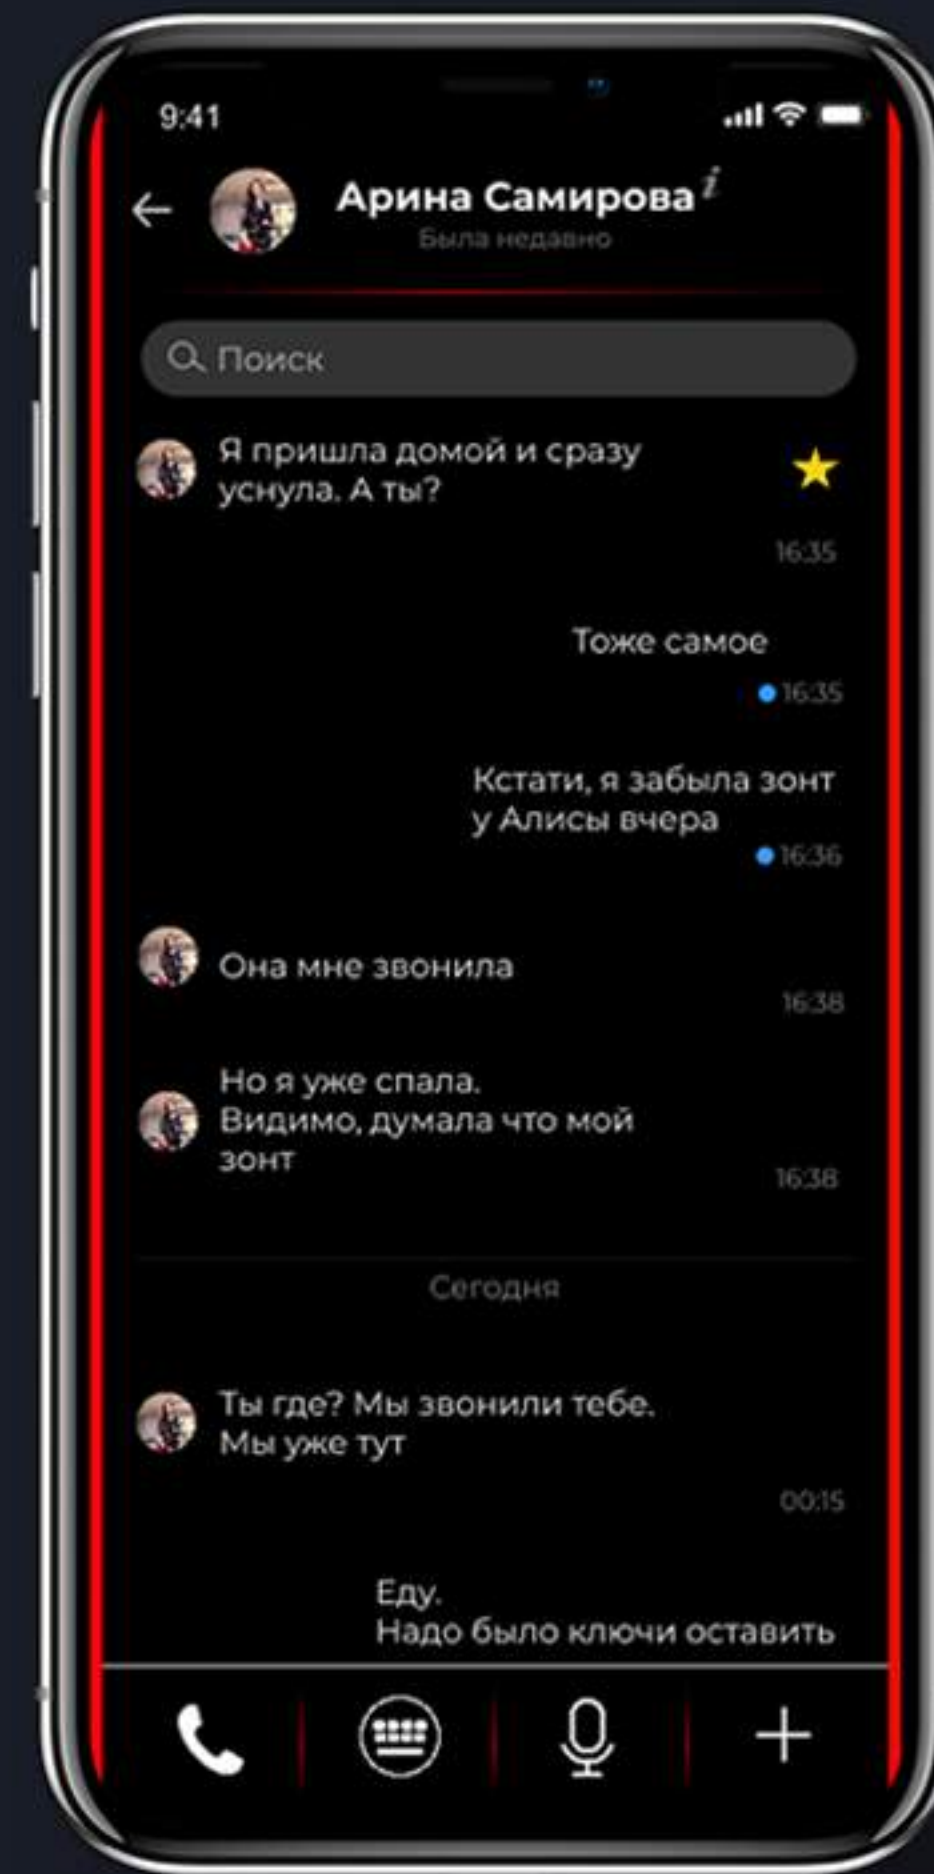 9:41
Арина Самирова i
Была недавно
Поиск
Я пришла домой и сразу
уснула. А ты?
16:35
Тоже самое
16:35
Кстати, я забыла зонт
у Алисы вчера
16:36
Она мне звонила
16:38
Но я уже спала.
Видимо, думала что мой
зонт
16:38
Сегодня
Ты где? Мы звонили тебе.
Мы уже тут
00:15
Еду.
Надо было ключи оставить